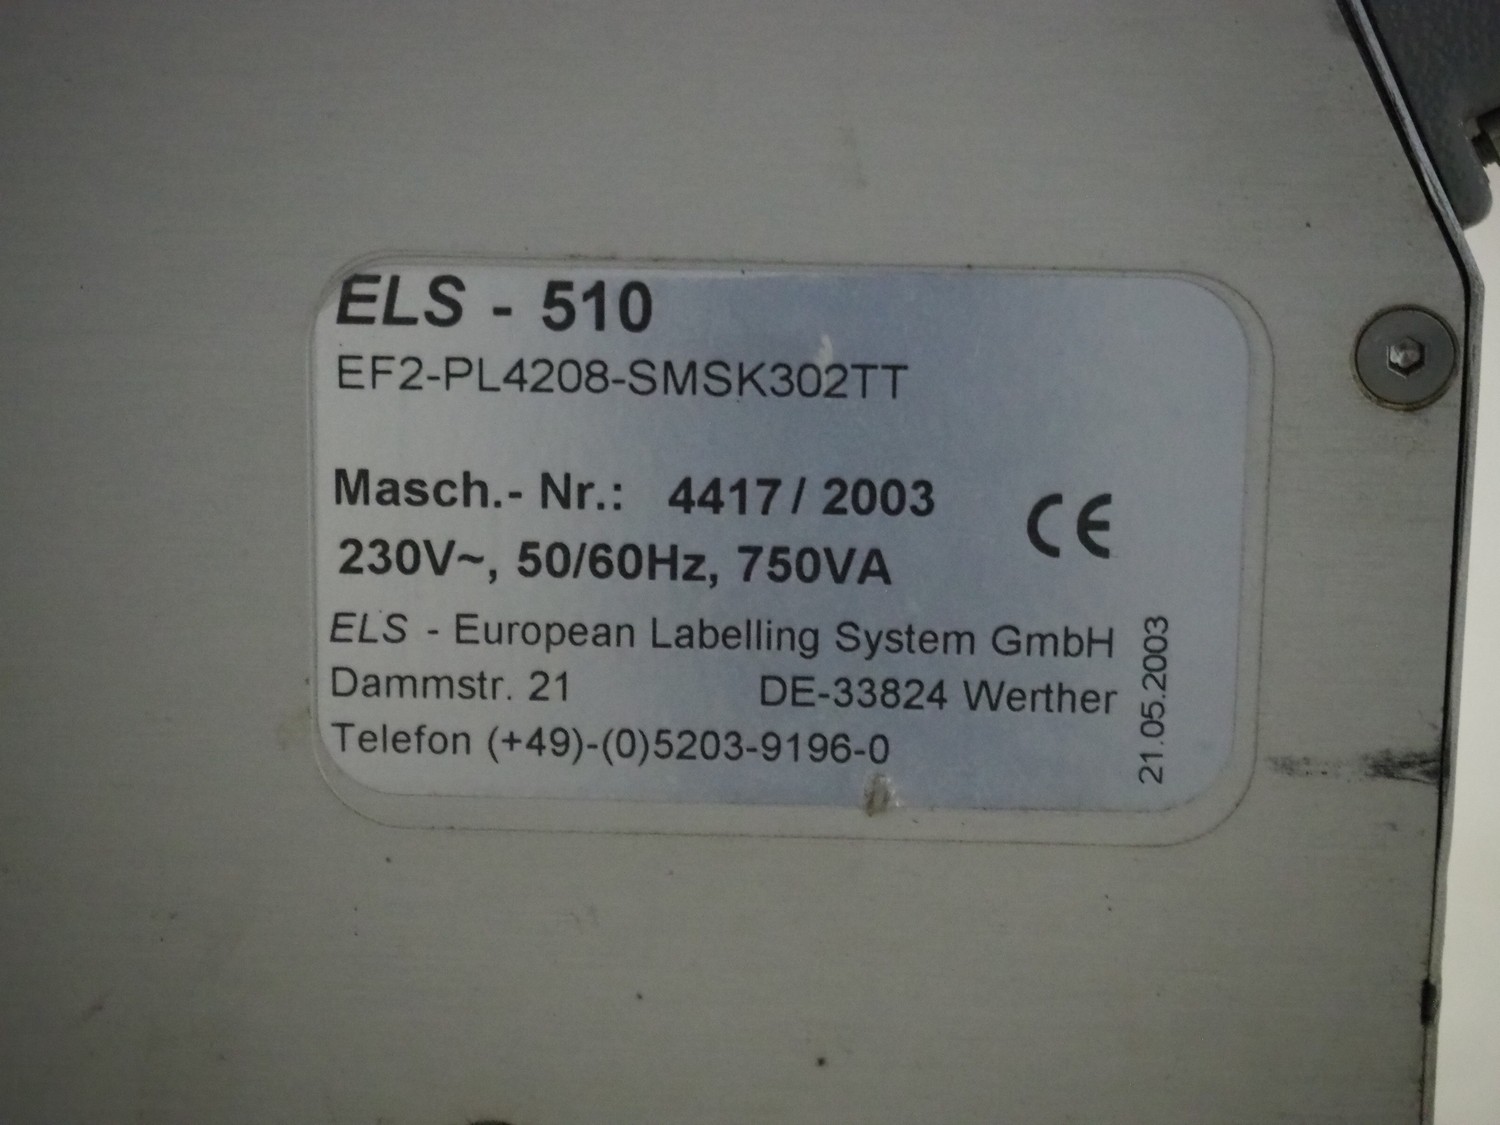 ELS - 510
EF2-PL4208-SMSK302TT
Masch.- Nr.: 4417 / 2003
230V~, 50/60Hz, 750VA
CE
ELS - European Labelling System GmbH
Dammstr. 21 DE-33824 Werther
Telefon (+49)-(0)5203-9196-0
21.05.2003